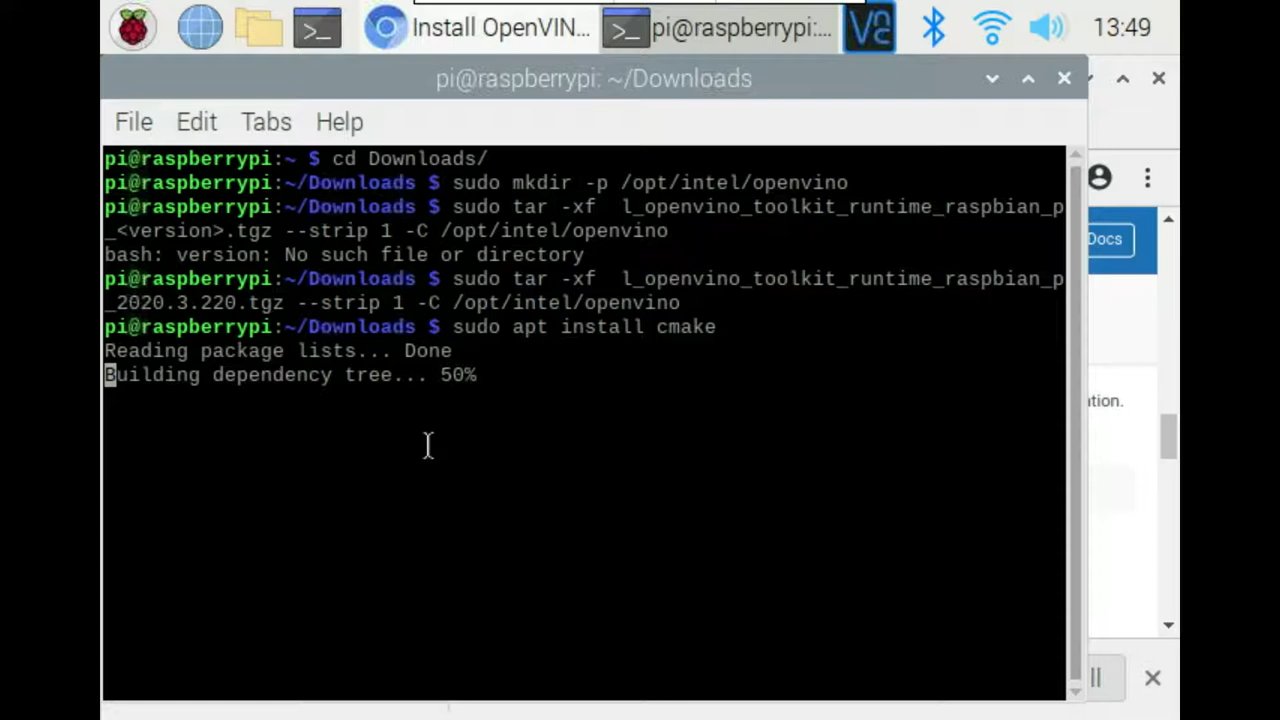 Install OpenVIN...
pi@raspberrypi:...
13:49
pi@raspberrypi: ~/Downloads
File Edit Tabs Help
pi@raspberrypi:~ $ cd Downloads/
pi@raspberrypi:~/Downloads $ sudo mkdir -p /opt/intel/openvino
pi@raspberrypi:~/Downloads $ sudo tar -xf  l_openvino_toolkit_runtime_raspbian_p
_<version>.tgz --strip 1 -C /opt/intel/openvino
bash: version: No such file or directory
pi@raspberrypi:~/Downloads $ sudo tar -xf  l_openvino_toolkit_runtime_raspbian_p
_2020.3.220.tgz --strip 1 -C /opt/intel/openvino
pi@raspberrypi:~/Downloads $ sudo apt install cmake
Reading package lists... Done
Building dependency tree... 50%
Docs
ation.